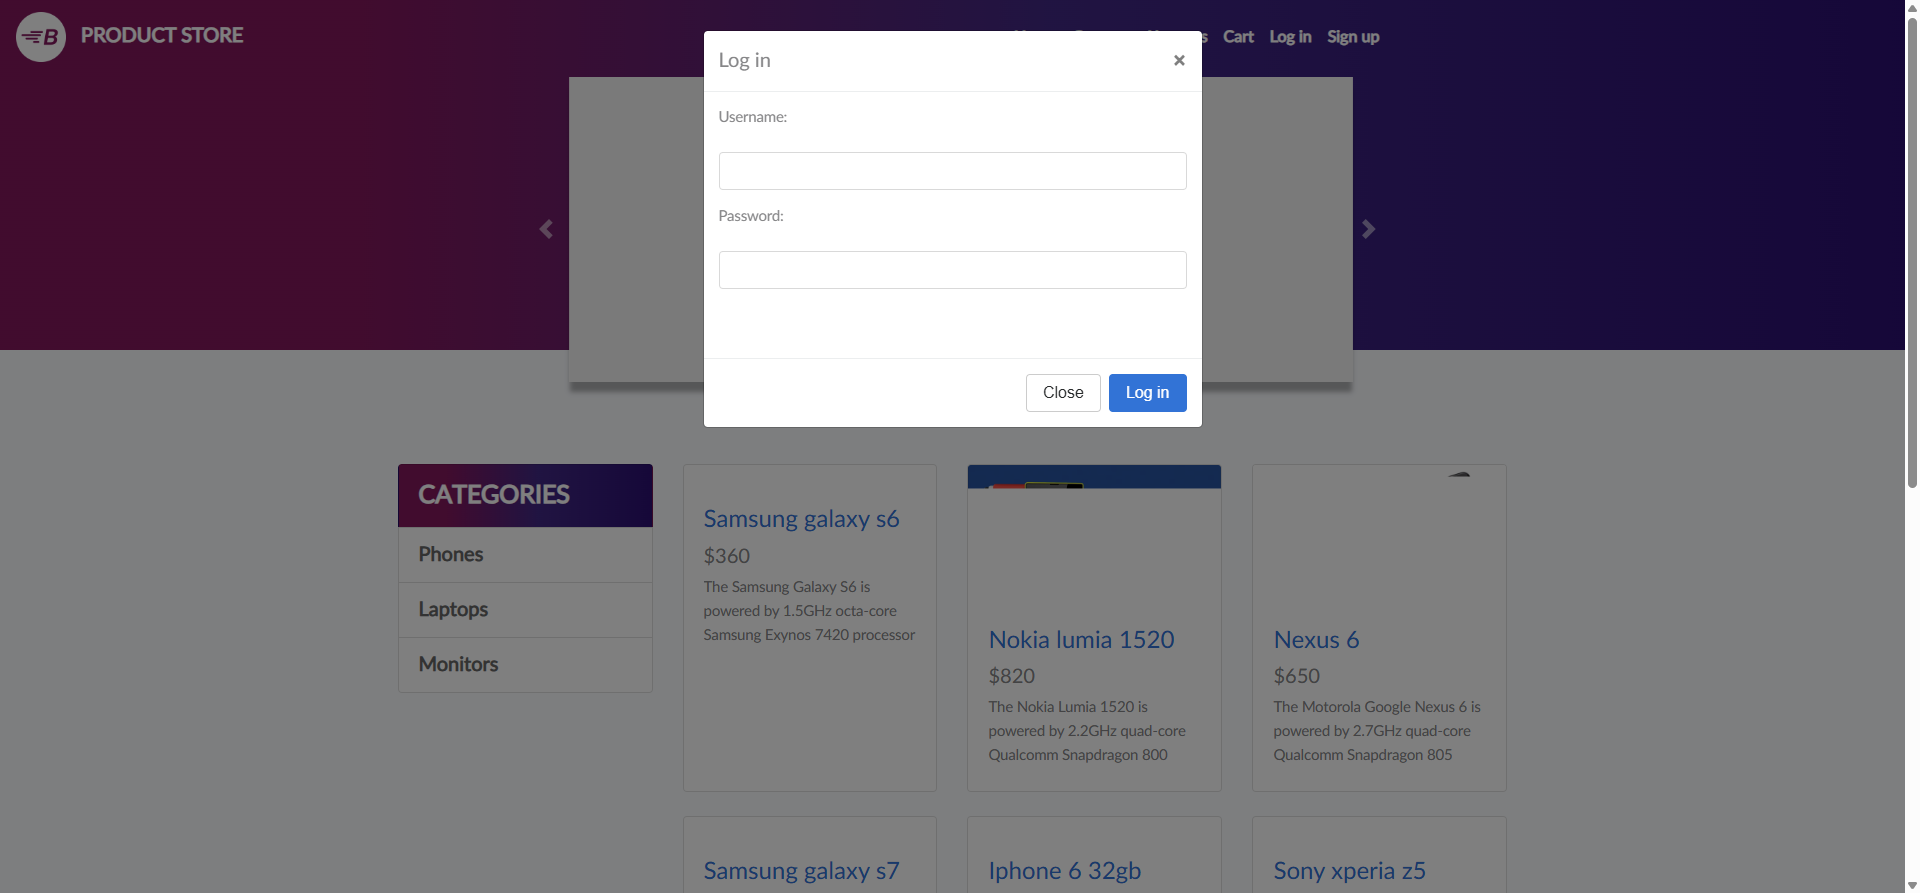 B PRODUCT STORE
Cart Log in Sign up
Log in ×
Username:
Password:
Close Log in
CATEGORIES
Phones
Laptops
Monitors
Samsung galaxy s6
$360
The Samsung Galaxy S6 is
powered by 1.5GHz octa-core
Samsung Exynos 7420 processor
Nokia lumia 1520
$820
The Nokia Lumia 1520 is
powered by 2.2GHz quad-core
Qualcomm Snapdragon 800
Nexus 6
$650
The Motorola Google Nexus 6 is
powered by 2.7GHz quad-core
Qualcomm Snapdragon 805
Samsung galaxy s7
Iphone 6 32gb
Sony xperia z5